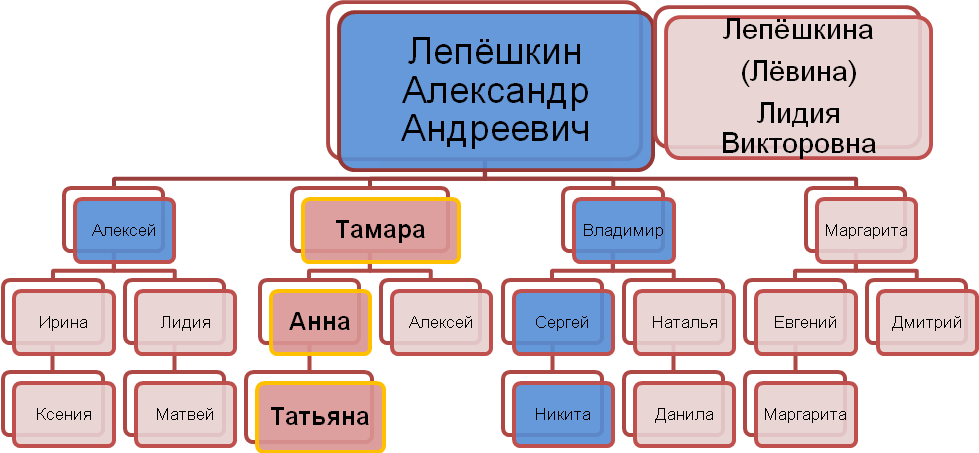 Лепёшкин
Александр
Андреевич
Лепёшкина
(Лёвина)
Лидия
Викторовна
Алексей
Тамара
Владимир
Маргарита
Ирина
Лидия
Анна
Алексей
Сергей
Наталья
Евгений
Дмитрий
Ксения
Матвей
Татьяна
Никита
Данила
Маргарита